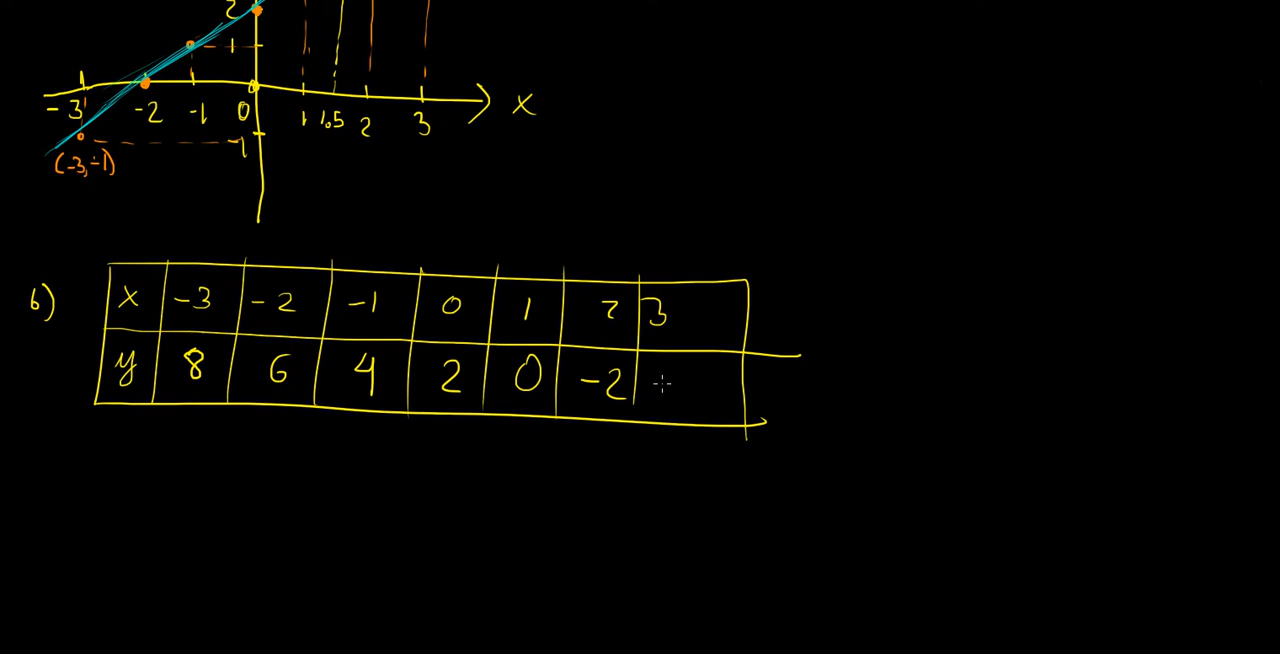 2
1
-3 -2 -1 0 1 1.5 2 3 x
-1
(-3,-1)
b)
x -3 -2 -1 0 1 2 3
y 8 6 4 2 0 -2